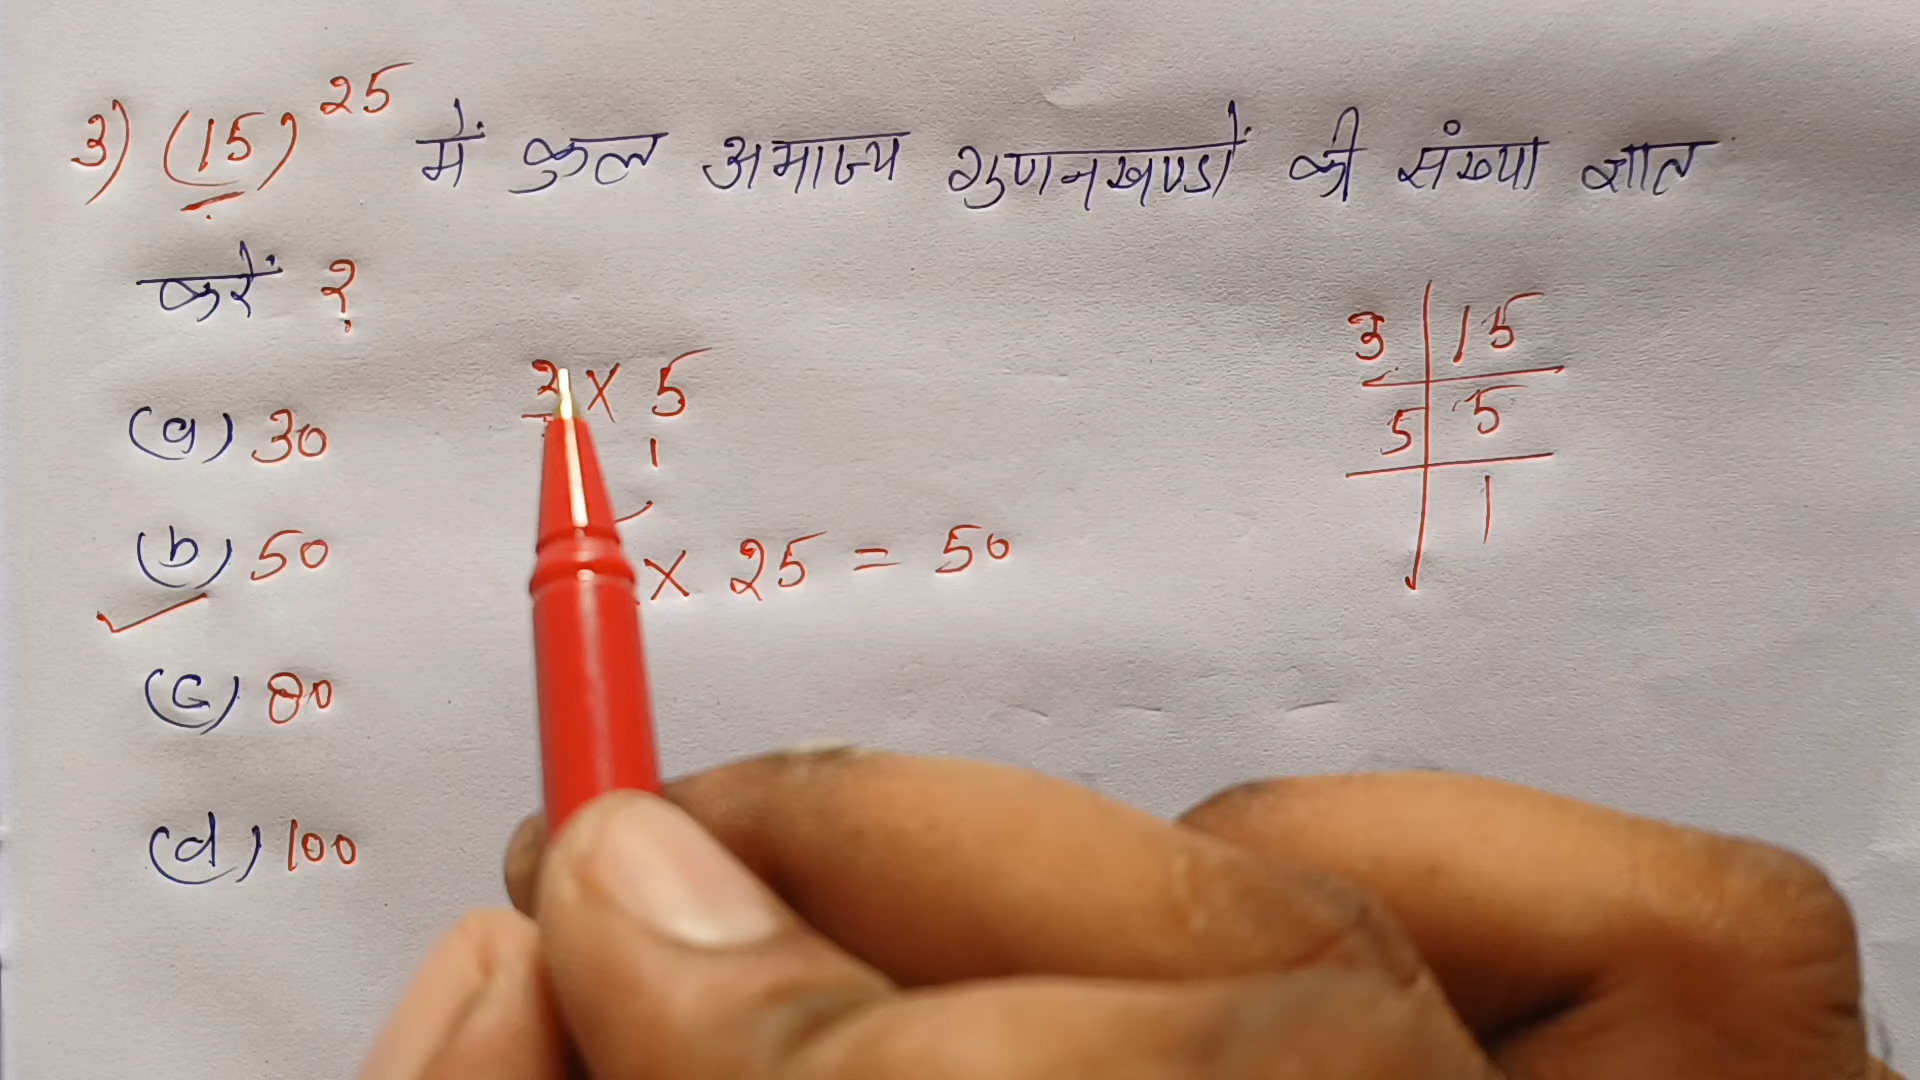 3) (15)^25 में कुल अभाज्य गुणनखण्डों की संख्या ज्ञात
करें ?
(a) 30
(b) 50
(c) 80
(d) 100
3 × 5
1
× 25 = 50
3 | 15
5 | 5
1